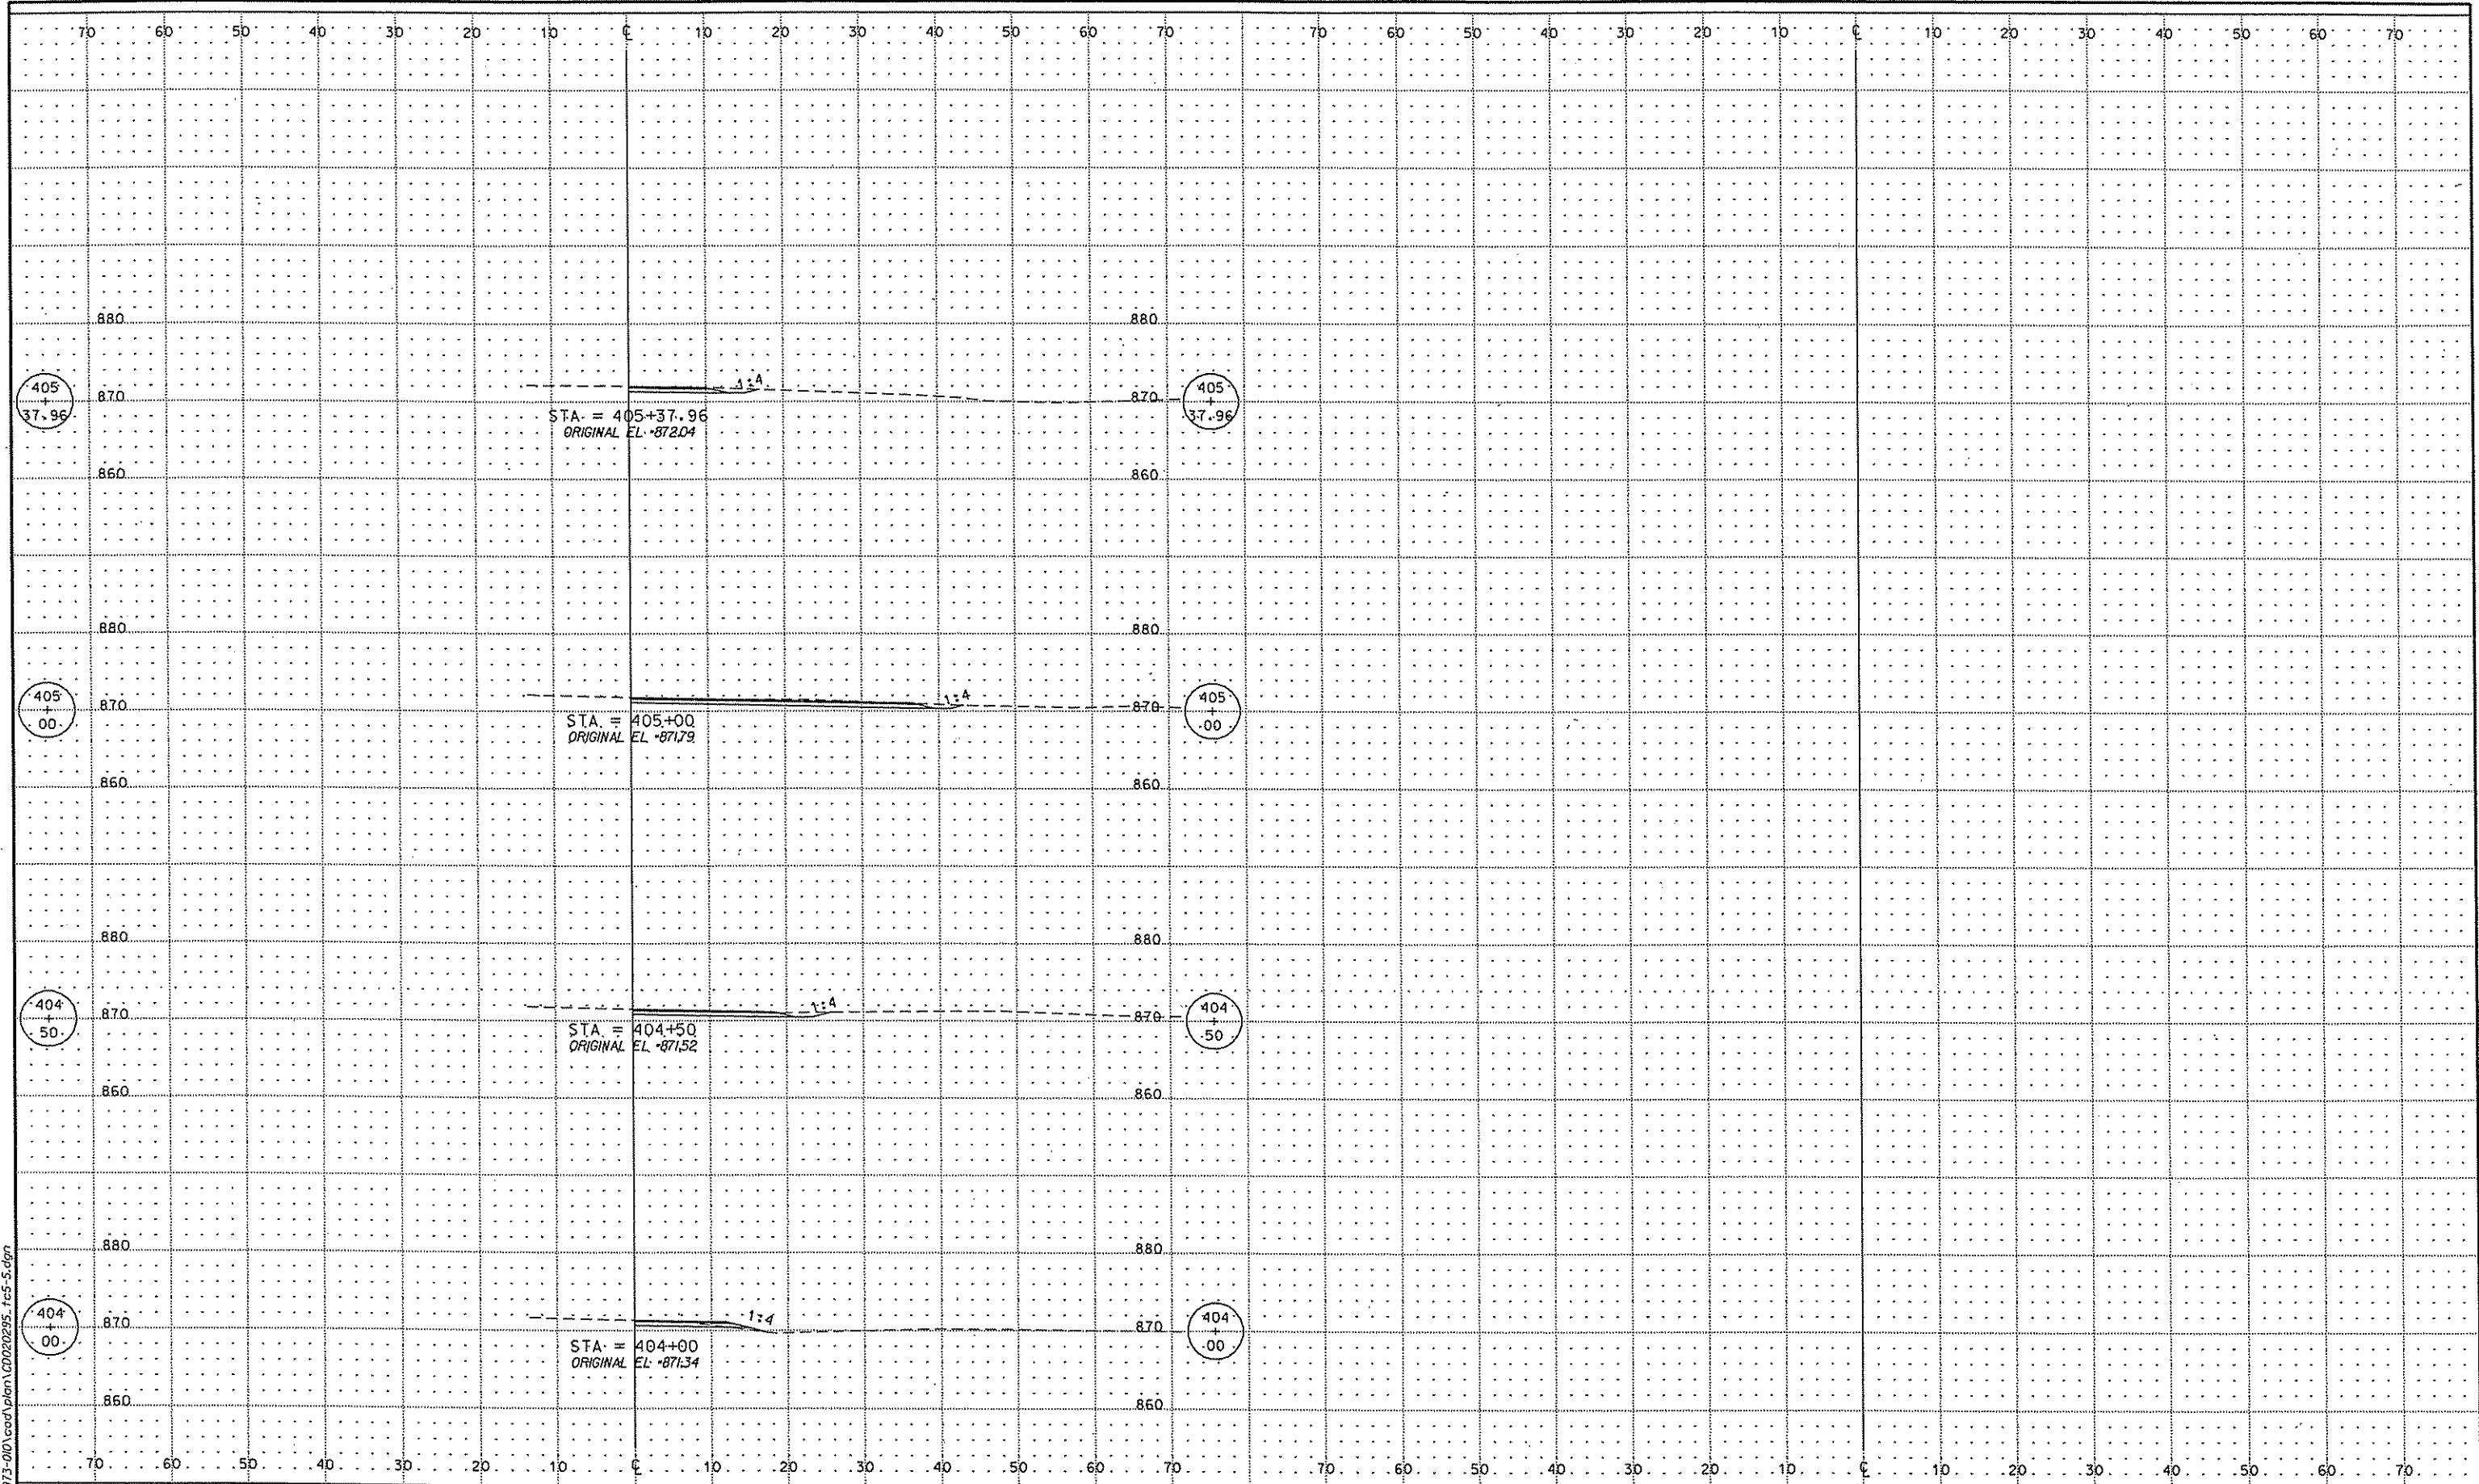 70 60 50 40 30 20 10 ℄ 10 20 30 40 50 60 70 70 60 50 40 30 20 10 ℄ 10 20 30 40 50 60 70
880 880
1:4
405 + 37.96 870 870 405 + 37.96
STA = 405+37.96
ORIGINAL EL =872.04
860 860
880 880
1:4
405 + 00 870 870 405 + 00
STA = 405+00
ORIGINAL EL =871.79
860 860
880 880
1:4
404 + 50 870 870 404 + 50
STA = 404+50
ORIGINAL EL =871.52
860 860
880 880
1:4
404 + 00 870 870 404 + 00
STA = 404+00
ORIGINAL EL =871.34
860 860
70 60 50 40 30 20 10 ℄ 10 20 30 40 50 60 70 70 60 50 40 30 20 10 ℄ 10 20 30 40 50 60 70
73-010\cad\plan\CD020295_tc5-5.dgn